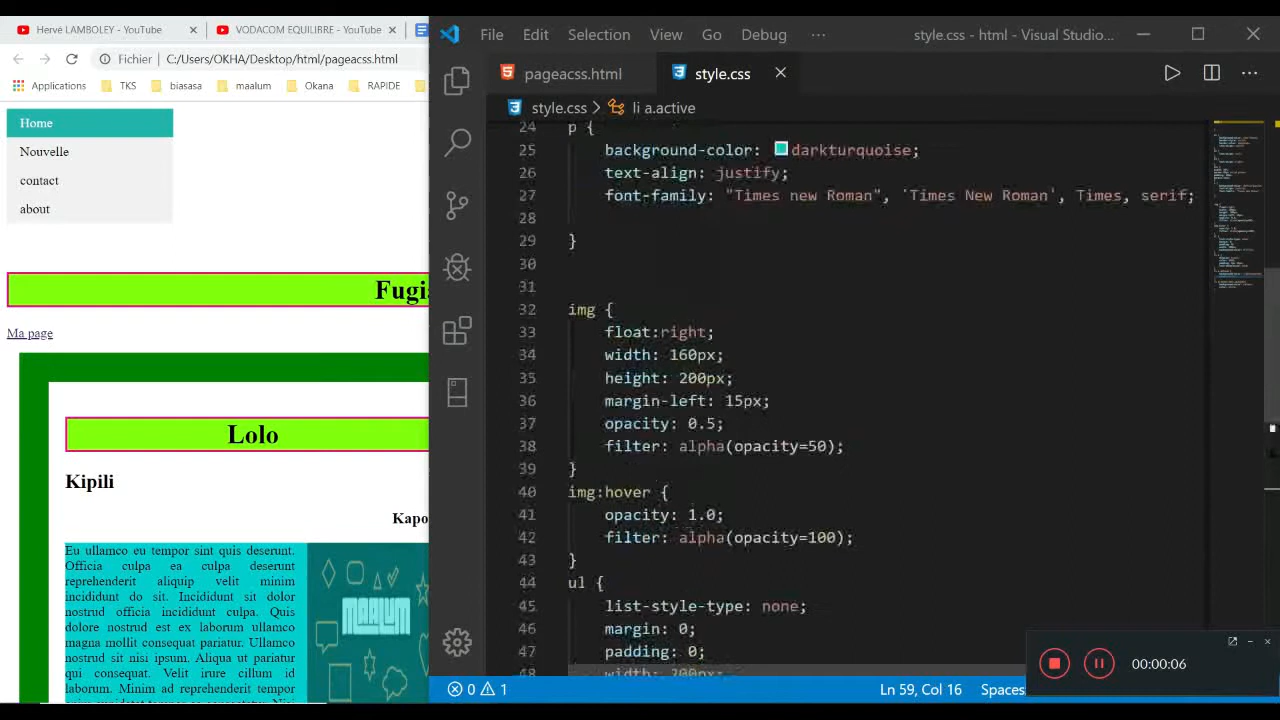 Hervé LAMBOLEY - YouTube
VODACOM EQUILIBRE - YouTube
Fichier
C:/Users/OKHA/Desktop/html/pageacss.html
Applications
TKS
biasasa
maalum
Okana
RAPIDE
Home
Nouvelle
contact
about
Fugis
Ma page
Lolo
Kipili
Kapo
Eu ullamco eu tempor sint quis deserunt.
Officia culpa ea culpa deserunt
reprehenderit aliquip velit minim
incididunt do sit. Incididunt sit dolor
nostrud officia incididunt culpa. Quis
dolore nostrud est ex laborum ullamco
magna mollit consequat pariatur. Ullamco
nostrud sit nisi ipsum. Aliqua ut pariatur
qui consequat. Velit irure cillum id
laborum. Minim ad reprehenderit tempor
MAALUM
File Edit Selection View Go Debug ···
style.css - html - Visual Studio...
pageacss.html
style.css
style.css > li a.active
24 p {
25 background-color: darkturquoise;
26 text-align: justify;
27 font-family: "Times new Roman", 'Times New Roman', Times, serif;
28
29 }
30
31
32 img {
33 float:right;
34 width: 160px;
35 height: 200px;
36 margin-left: 15px;
37 opacity: 0.5;
38 filter: alpha(opacity=50);
39 }
40 img:hover {
41 opacity: 1.0;
42 filter: alpha(opacity=100);
43 }
44 ul {
45 list-style-type: none;
46 margin: 0;
47 padding: 0;
48 width: 200px;
0 1
Ln 59, Col 16
Spaces
00:00:06